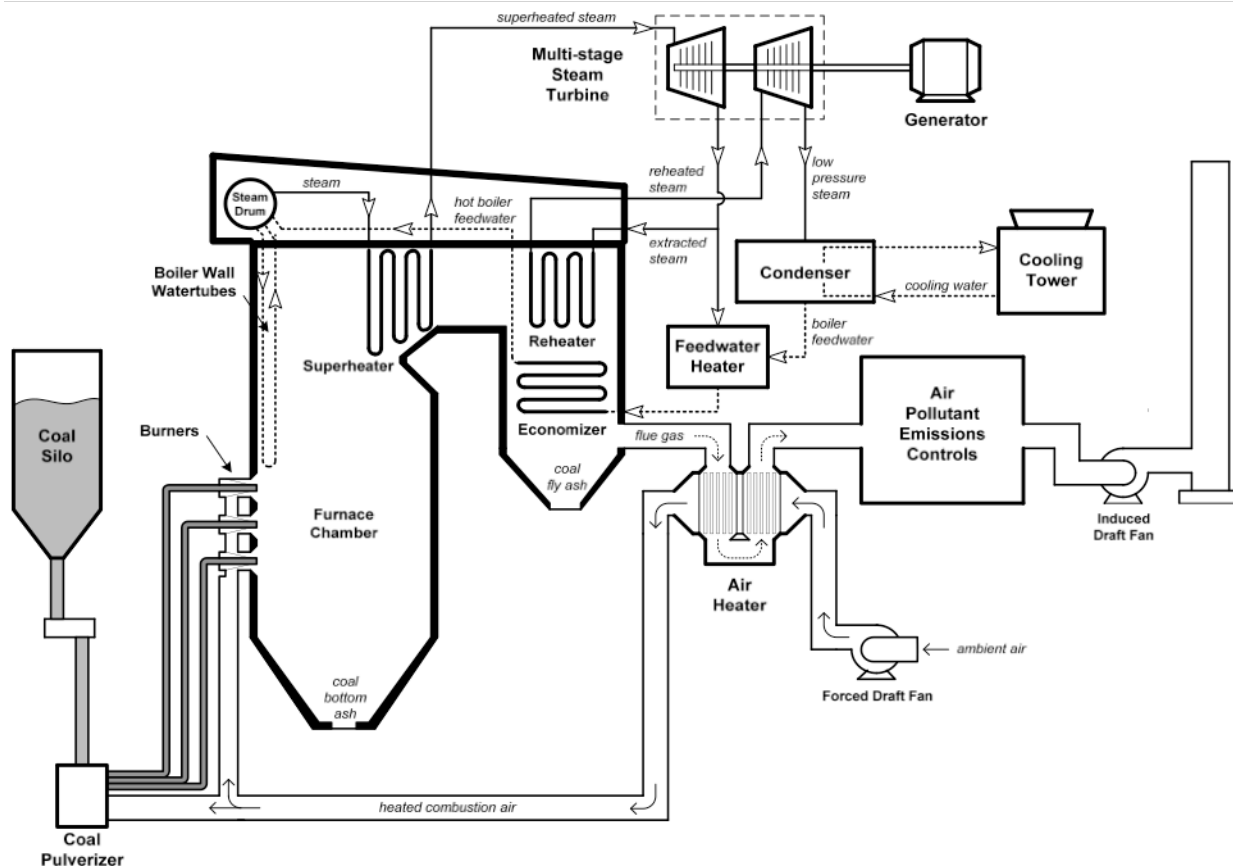 superheated steam
Multi-stage
Steam
Turbine
Generator
reheated
steam
low
pressure
steam
steam
Steam
Drum
hot boiler
feedwater
extracted
steam
Condenser
Cooling
Tower
cooling water
Boiler Wall
Watertubes
boiler
feedwater
Superheater
Reheater
Feedwater
Heater
Coal
Silo
Burners
Economizer
flue gas
Air
Pollutant
Emissions
Controls
coal
fly ash
Furnace
Chamber
Induced
Draft Fan
Air
Heater
ambient air
Forced Draft Fan
coal
bottom
ash
heated combustion air
Coal
Pulverizer